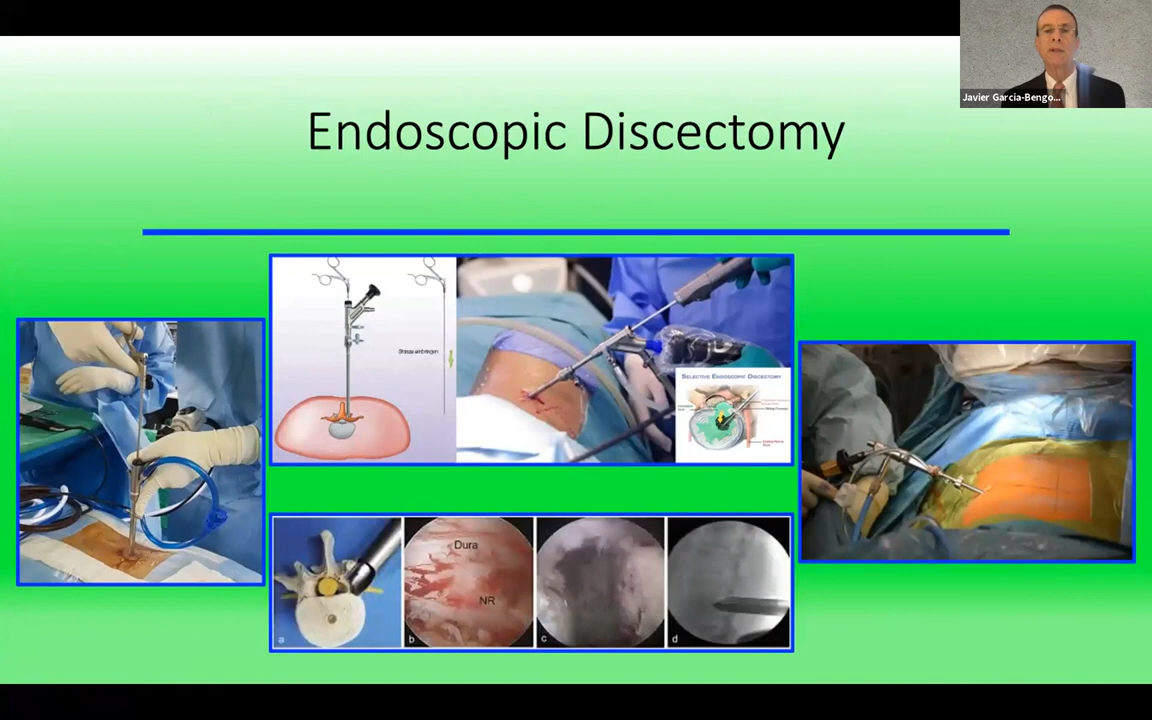 Javier Garcia-Bengo...
Endoscopic Discectomy
SELECTIVE ENDOSCOPIC DISCECTOMY
Dura
NR
a
b
c
d